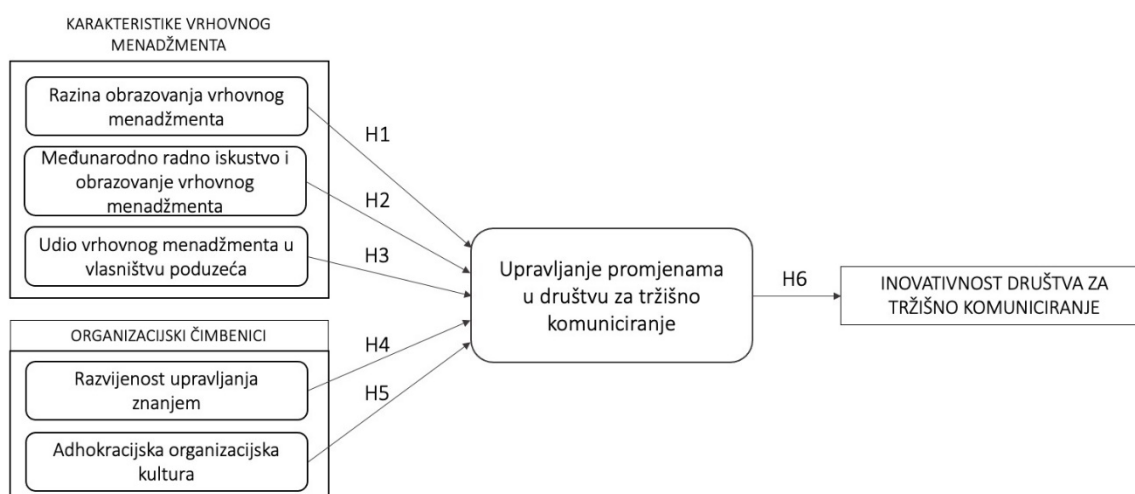 KARAKTERISTIKE VRHOVNOG
MENADŽMENTA
Razina obrazovanja vrhovnog
menadžmenta
Međunarodno radno iskustvo i
obrazovanje vrhovnog
menadžmenta
Udio vrhovnog menadžmenta u
vlasništvu poduzeća
ORGANIZACIJSKI ČIMBENICI
Razvijenost upravljanja
znanjem
Adhokracijska organizacijska
kultura
H1
H2
H3
H4
H5
Upravljanje promjenama
u društvu za tržišno
komuniciranje
H6
INOVATIVNOST DRUŠTVA ZA
TRŽIŠNO KOMUNICIRANJE